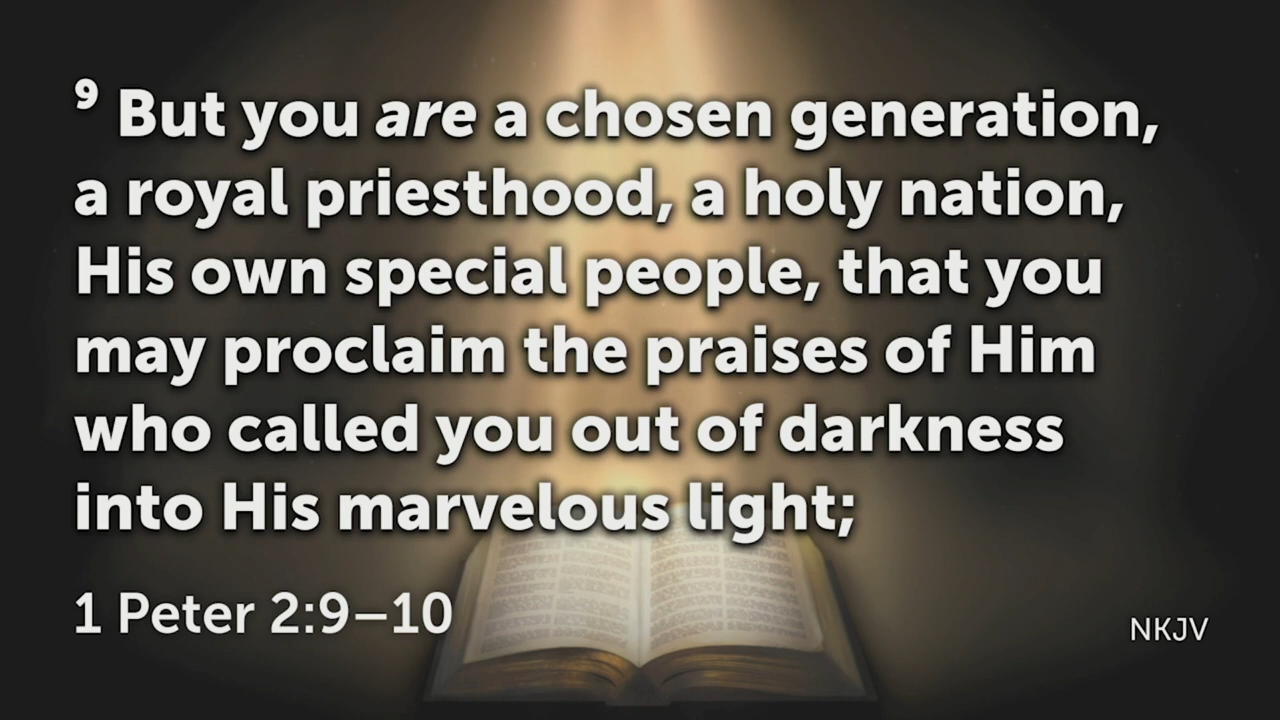 ⁹ But you are a chosen generation,
a royal priesthood, a holy nation,
His own special people, that you
may proclaim the praises of Him
who called you out of darkness
into His marvelous light;
1 Peter 2:9–10
NKJV